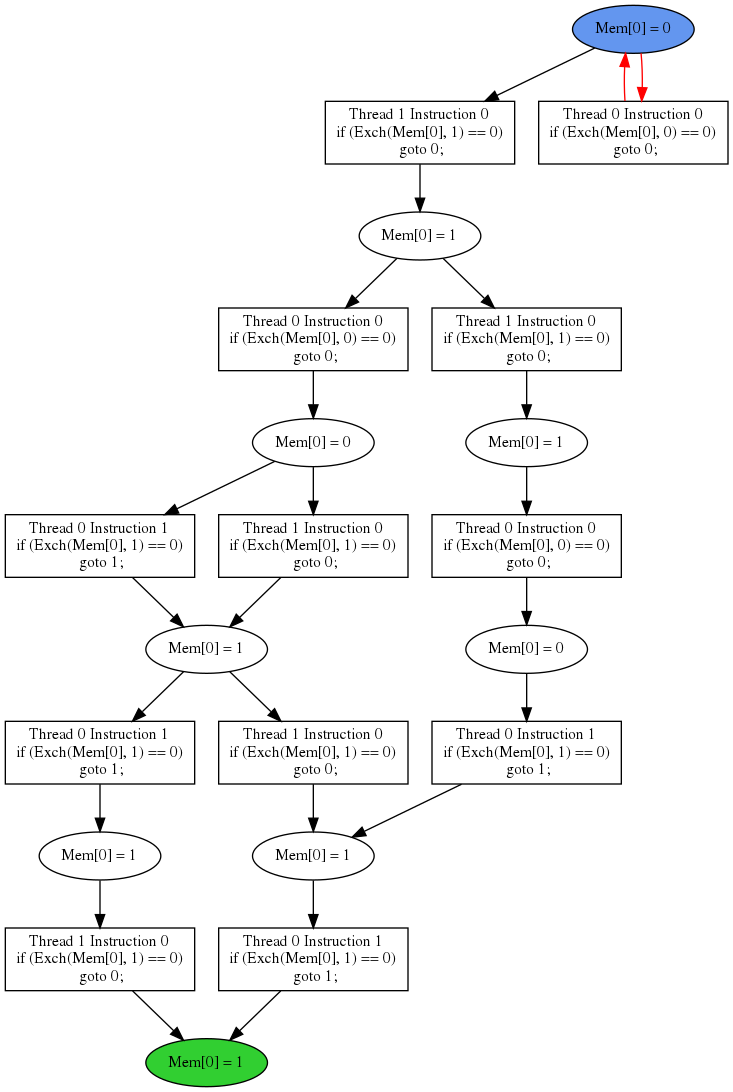 Mem[0] = 0
Thread 1 Instruction 0
if (Exch(Mem[0], 1) == 0)
goto 0;
Thread 0 Instruction 0
if (Exch(Mem[0], 0) == 0)
goto 0;
Mem[0] = 1
Thread 0 Instruction 0
if (Exch(Mem[0], 0) == 0)
goto 0;
Thread 1 Instruction 0
if (Exch(Mem[0], 1) == 0)
goto 0;
Mem[0] = 0
Mem[0] = 1
Thread 0 Instruction 1
if (Exch(Mem[0], 1) == 0)
goto 1;
Thread 1 Instruction 0
if (Exch(Mem[0], 1) == 0)
goto 0;
Thread 0 Instruction 0
if (Exch(Mem[0], 0) == 0)
goto 0;
Mem[0] = 1
Mem[0] = 0
Thread 0 Instruction 1
if (Exch(Mem[0], 1) == 0)
goto 1;
Thread 1 Instruction 0
if (Exch(Mem[0], 1) == 0)
goto 0;
Thread 0 Instruction 1
if (Exch(Mem[0], 1) == 0)
goto 1;
Mem[0] = 1
Mem[0] = 1
Thread 1 Instruction 0
if (Exch(Mem[0], 1) == 0)
goto 0;
Thread 0 Instruction 1
if (Exch(Mem[0], 1) == 0)
goto 1;
Mem[0] = 1